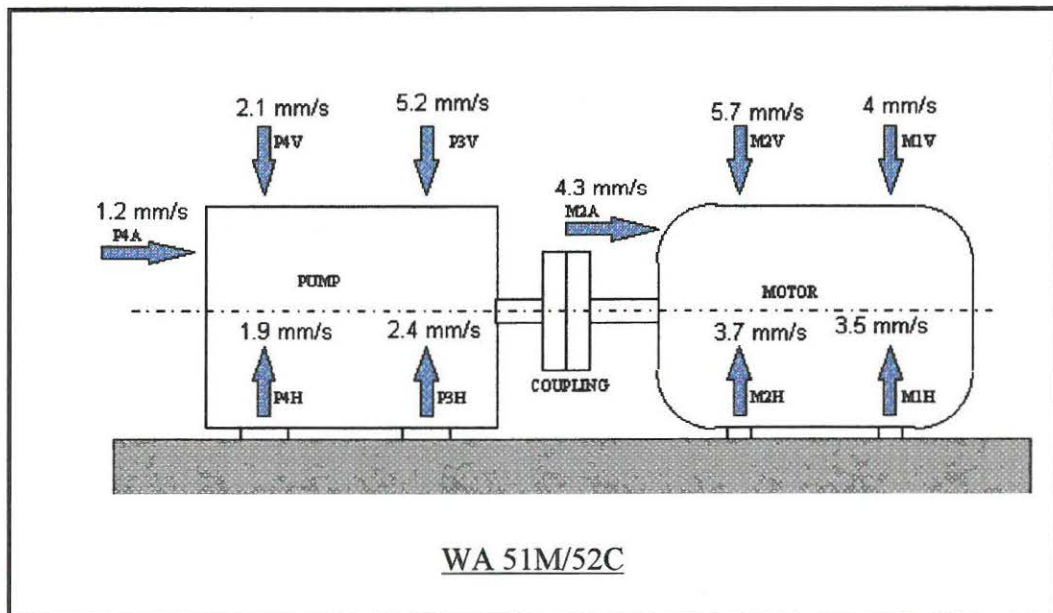 2.1 mm/s
5.2 mm/s
5.7 mm/s
4 mm/s
P4V
P3V
M2V
M1V
1.2 mm/s
P4A
4.3 mm/s
M2A
PUMP
MOTOR
1.9 mm/s
2.4 mm/s
3.7 mm/s
3.5 mm/s
P4H
P3H
COUPLING
M2H
M1H
WA 51M/52C